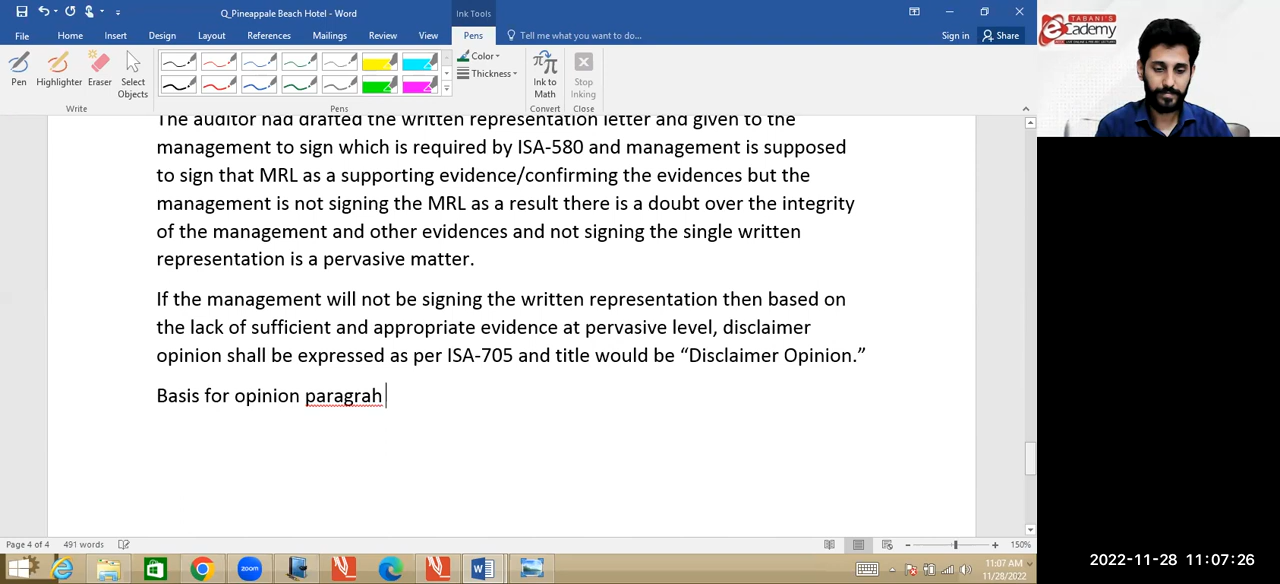 Q_Pineappale Beach Hotel - Word
Ink Tools
File Home Insert Design Layout References Mailings Review View Pens Tell me what you want to do... Sign in Share
TABANI'S
eCademy
Pen Highlighter Eraser Select Objects
Color
Thickness
Ink to Math
Stop Inking
Write Pens Convert Close
The auditor had drafted the written representation letter and given to the
management to sign which is required by ISA-580 and management is supposed
to sign that MRL as a supporting evidence/confirming the evidences but the
management is not signing the MRL as a result there is a doubt over the integrity
of the management and other evidences and not signing the single written
representation is a pervasive matter.
If the management will not be signing the written representation then based on
the lack of sufficient and appropriate evidence at pervasive level, disclaimer
opinion shall be expressed as per ISA-705 and title would be “Disclaimer Opinion.”
Basis for opinion paragrah
Page 4 of 4 491 words 150%
zoom
11:07 AM
11/28/2022
2022-11-28 11:07:26